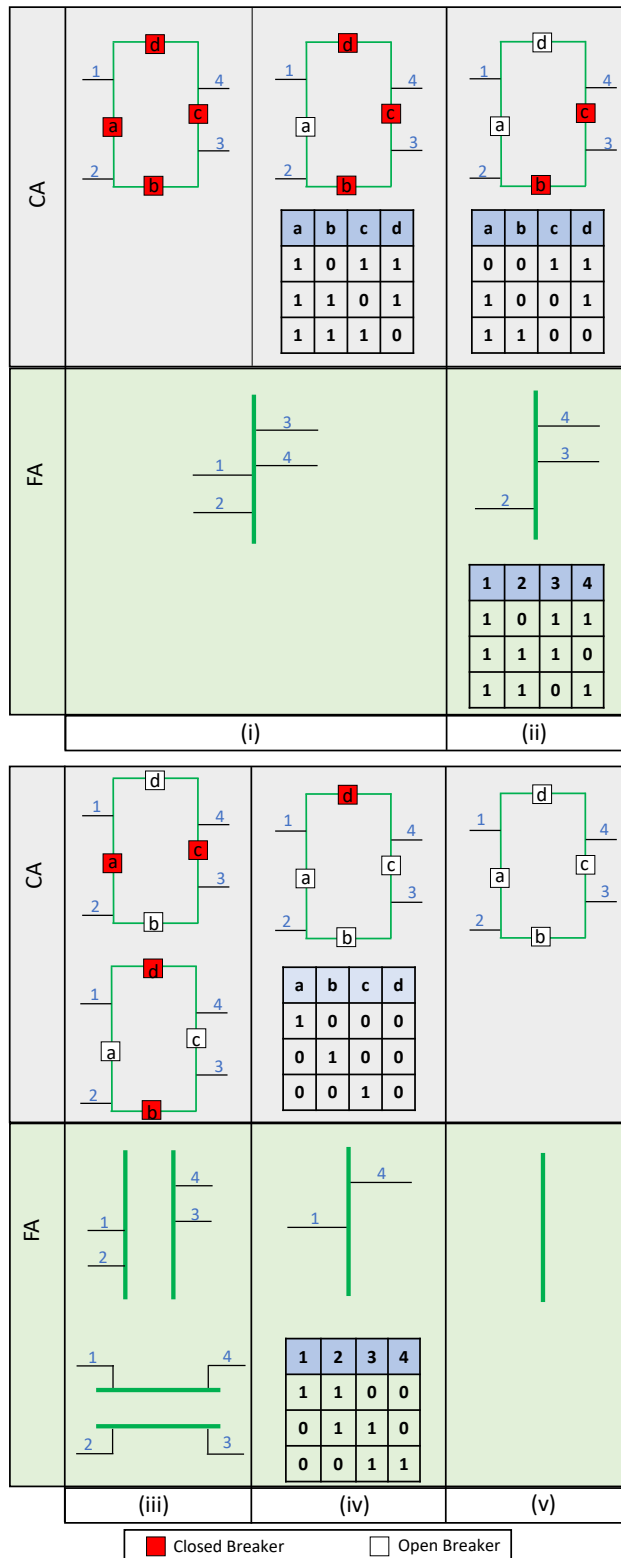 d
1
4
a
c
3
2
b
d
1
4
a
c
3
2
b
a b c d
1 0 1 1
1 1 0 1
1 1 1 0
d
1
4
a
c
3
2
b
a b c d
0 0 1 1
1 0 0 1
1 1 0 0
CA
3
4
1
2
4
3
2
1 2 3 4
1 0 1 1
1 1 1 0
1 1 0 1
FA
(i)
(ii)
d
1
4
a
c
3
2
b
d
1
4
a
c
3
2
b
d
1
4
a
c
3
2
b
a b c d
1 0 0 0
0 1 0 0
0 0 1 0
d
1
4
a
c
3
2
b
CA
4
1
3
2
1
4
2
3
4
1
1 2 3 4
1 1 0 0
0 1 1 0
0 0 1 1
FA
(iii)
(iv)
(v)
Closed Breaker
Open Breaker